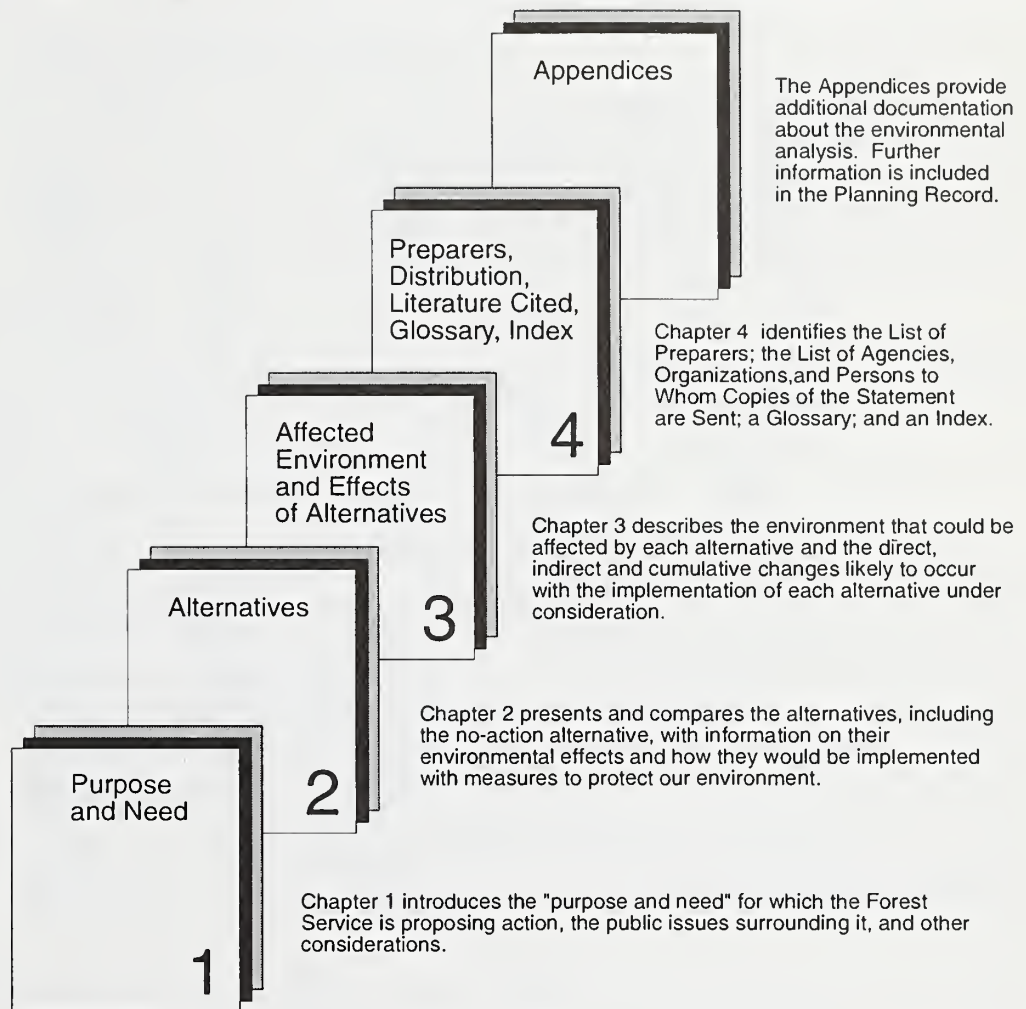 Appendices
The Appendices provide
additional documentation
about the environmental
analysis. Further
information is included
in the Planning Record.
Preparers,
Distribution,
Literature Cited,
Glossary, Index
4
Chapter 4 identifies the List of
Preparers; the List of Agencies,
Organizations,and Persons to
Whom Copies of the Statement
are Sent; a Glossary; and an Index.
Affected
Environment
and Effects
of Alternatives
3
Chapter 3 describes the environment that could be
affected by each alternative and the direct,
indirect and cumulative changes likely to occur
with the implementation of each alternative under
consideration.
Alternatives
2
Chapter 2 presents and compares the alternatives, including
the no-action alternative, with information on their
environmental effects and how they would be implemented
with measures to protect our environment.
Purpose
and Need
1
Chapter 1 introduces the "purpose and need" for which the Forest
Service is proposing action, the public issues surrounding it, and other
considerations.